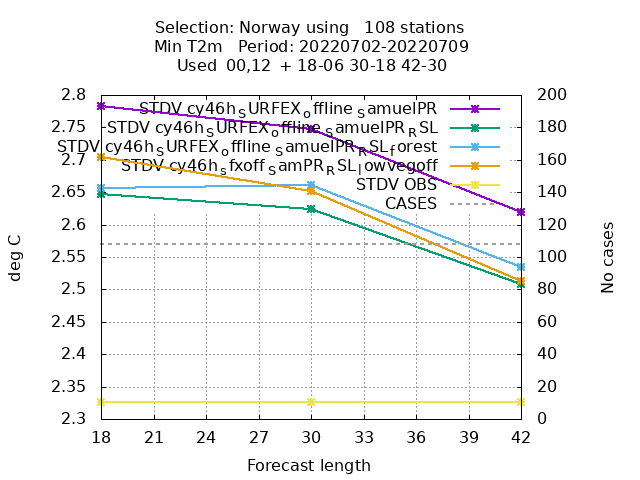 Selection: Norway using   108 stations
Min T2m   Period: 20220702-20220709
Used  00,12  + 18-06 30-18 42-30
2.8
2.75
2.7
2.65
2.6
2.55
2.5
2.45
2.4
2.35
2.3
200
180
160
140
120
100
80
60
40
20
0
18 21 24 27 30 33 36 39 42
deg C
No cases
Forecast length
STDV cy46h_SURFEX_offline_SamuelPR
STDV cy46h_SURFEX_offline_SamuelPR_RSL
STDV cy46h_SURFEX_offline_SamuelPR_RSL_forest
STDV cy46h_sfxoff_SamPR_RSL_lowvegoff
STDV OBS
CASES